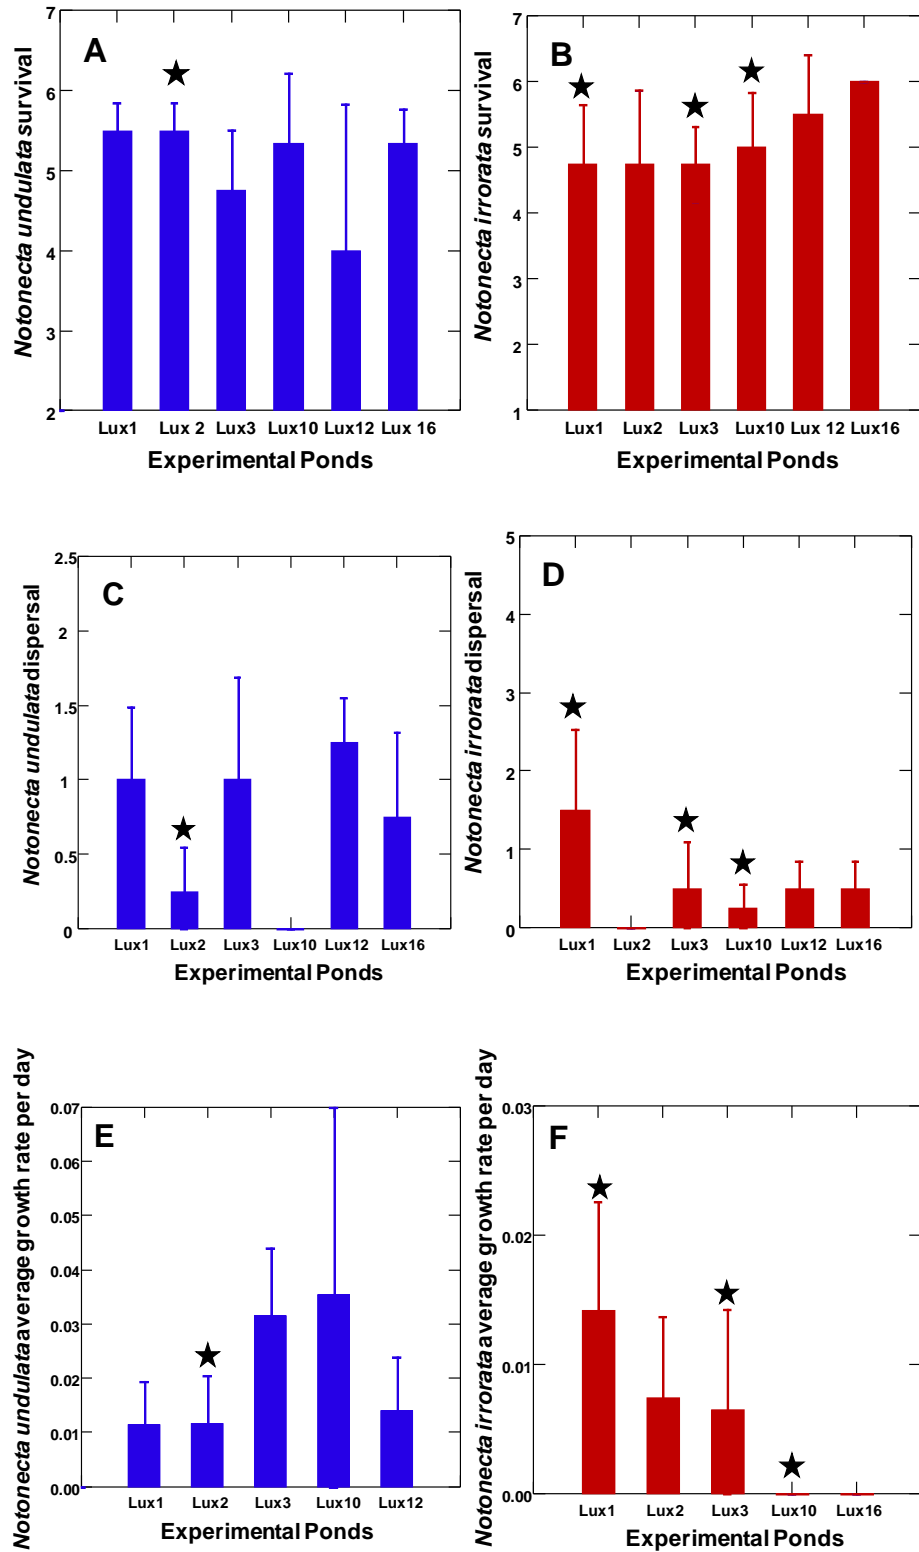 A
Notonecta undulata survival
7
6
5
4
3
2
Lux1 Lux 2 Lux3 Lux10 Lux12 Lux 16
Experimental Ponds
B
Notonecta irrorata survival
7
6
5
4
3
2
1
Lux1 Lux2 Lux3 Lux10 Lux 12 Lux16
Experimental Ponds
C
Notonecta undulata dispersal
2.5
2
1.5
1
0.5
0
Lux1 Lux2 Lux3 Lux10 Lux12 Lux16
Experimental Ponds
D
Notonecta irrorata dispersal
5
4
3
2
1
0
Lux1 Lux2 Lux3 Lux10 Lux12 Lux16
Experimental Ponds
E
Notonecta undulata average growth rate per day
0.07
0.06
0.05
0.04
0.03
0.02
0.01
0.00
Lux1 Lux2 Lux3 Lux10 Lux12
Experimental Ponds
F
Notonecta irrorata average growth rate per day
0.03
0.02
0.01
0.00
Lux1 Lux2 Lux3 Lux10 Lux16
Experimental Ponds